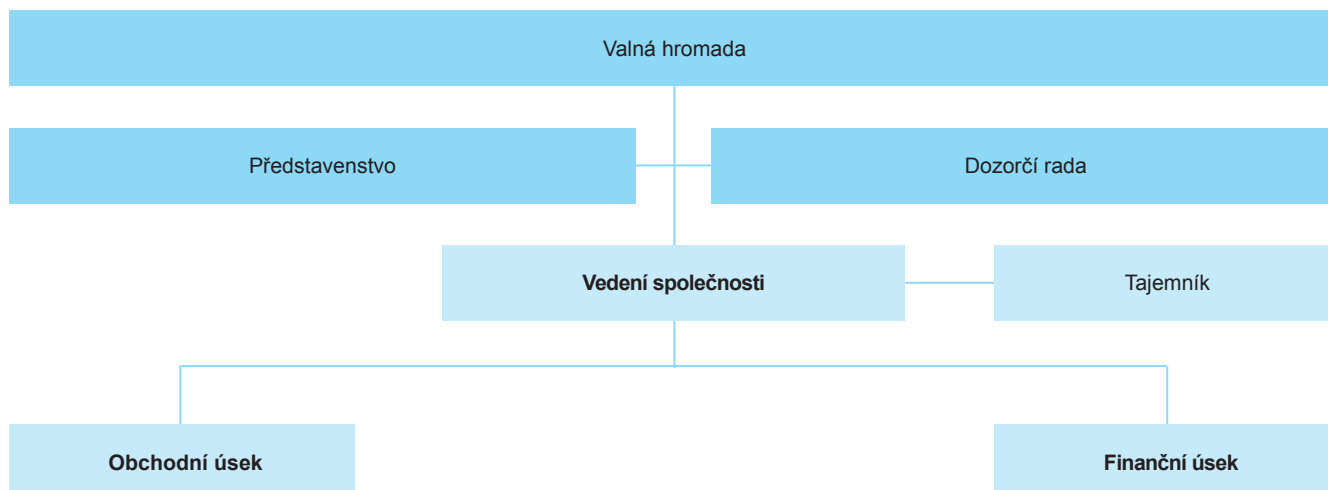 Valná hromada
Představenstvo
Dozorčí rada
Vedení společnosti
Tajemník
Obchodní úsek
Finanční úsek